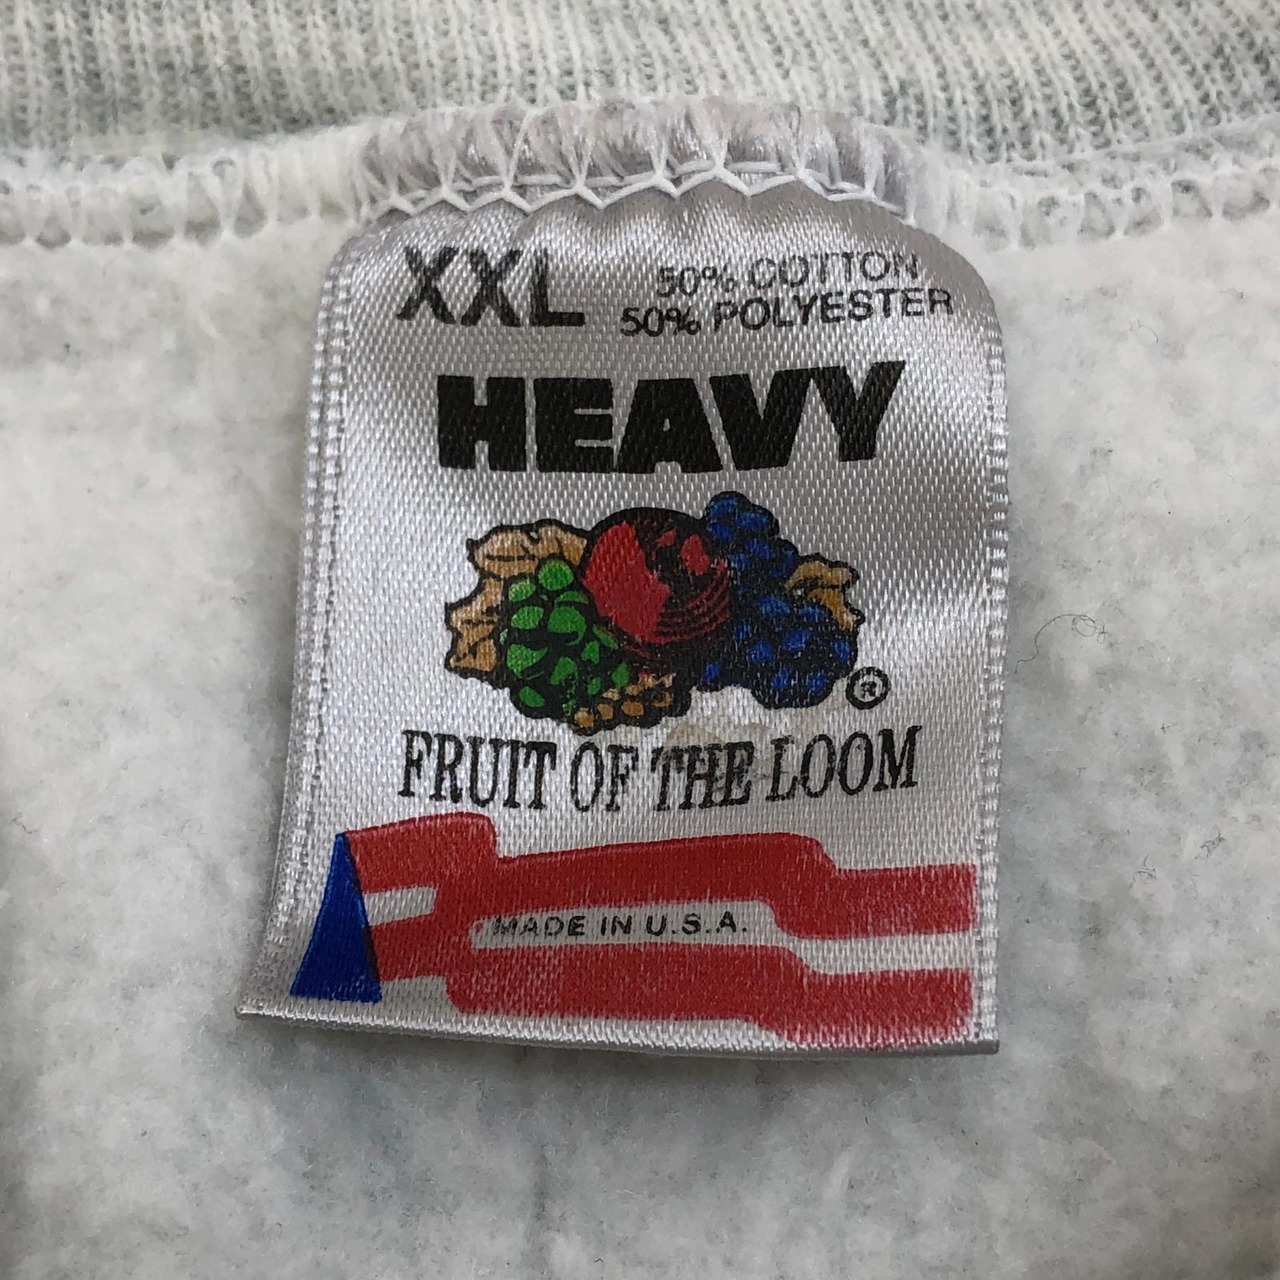 XXL
50% COTTON
50% POLYESTER
HEAVY
®
FRUIT OF THE LOOM
MADE IN U.S.A.